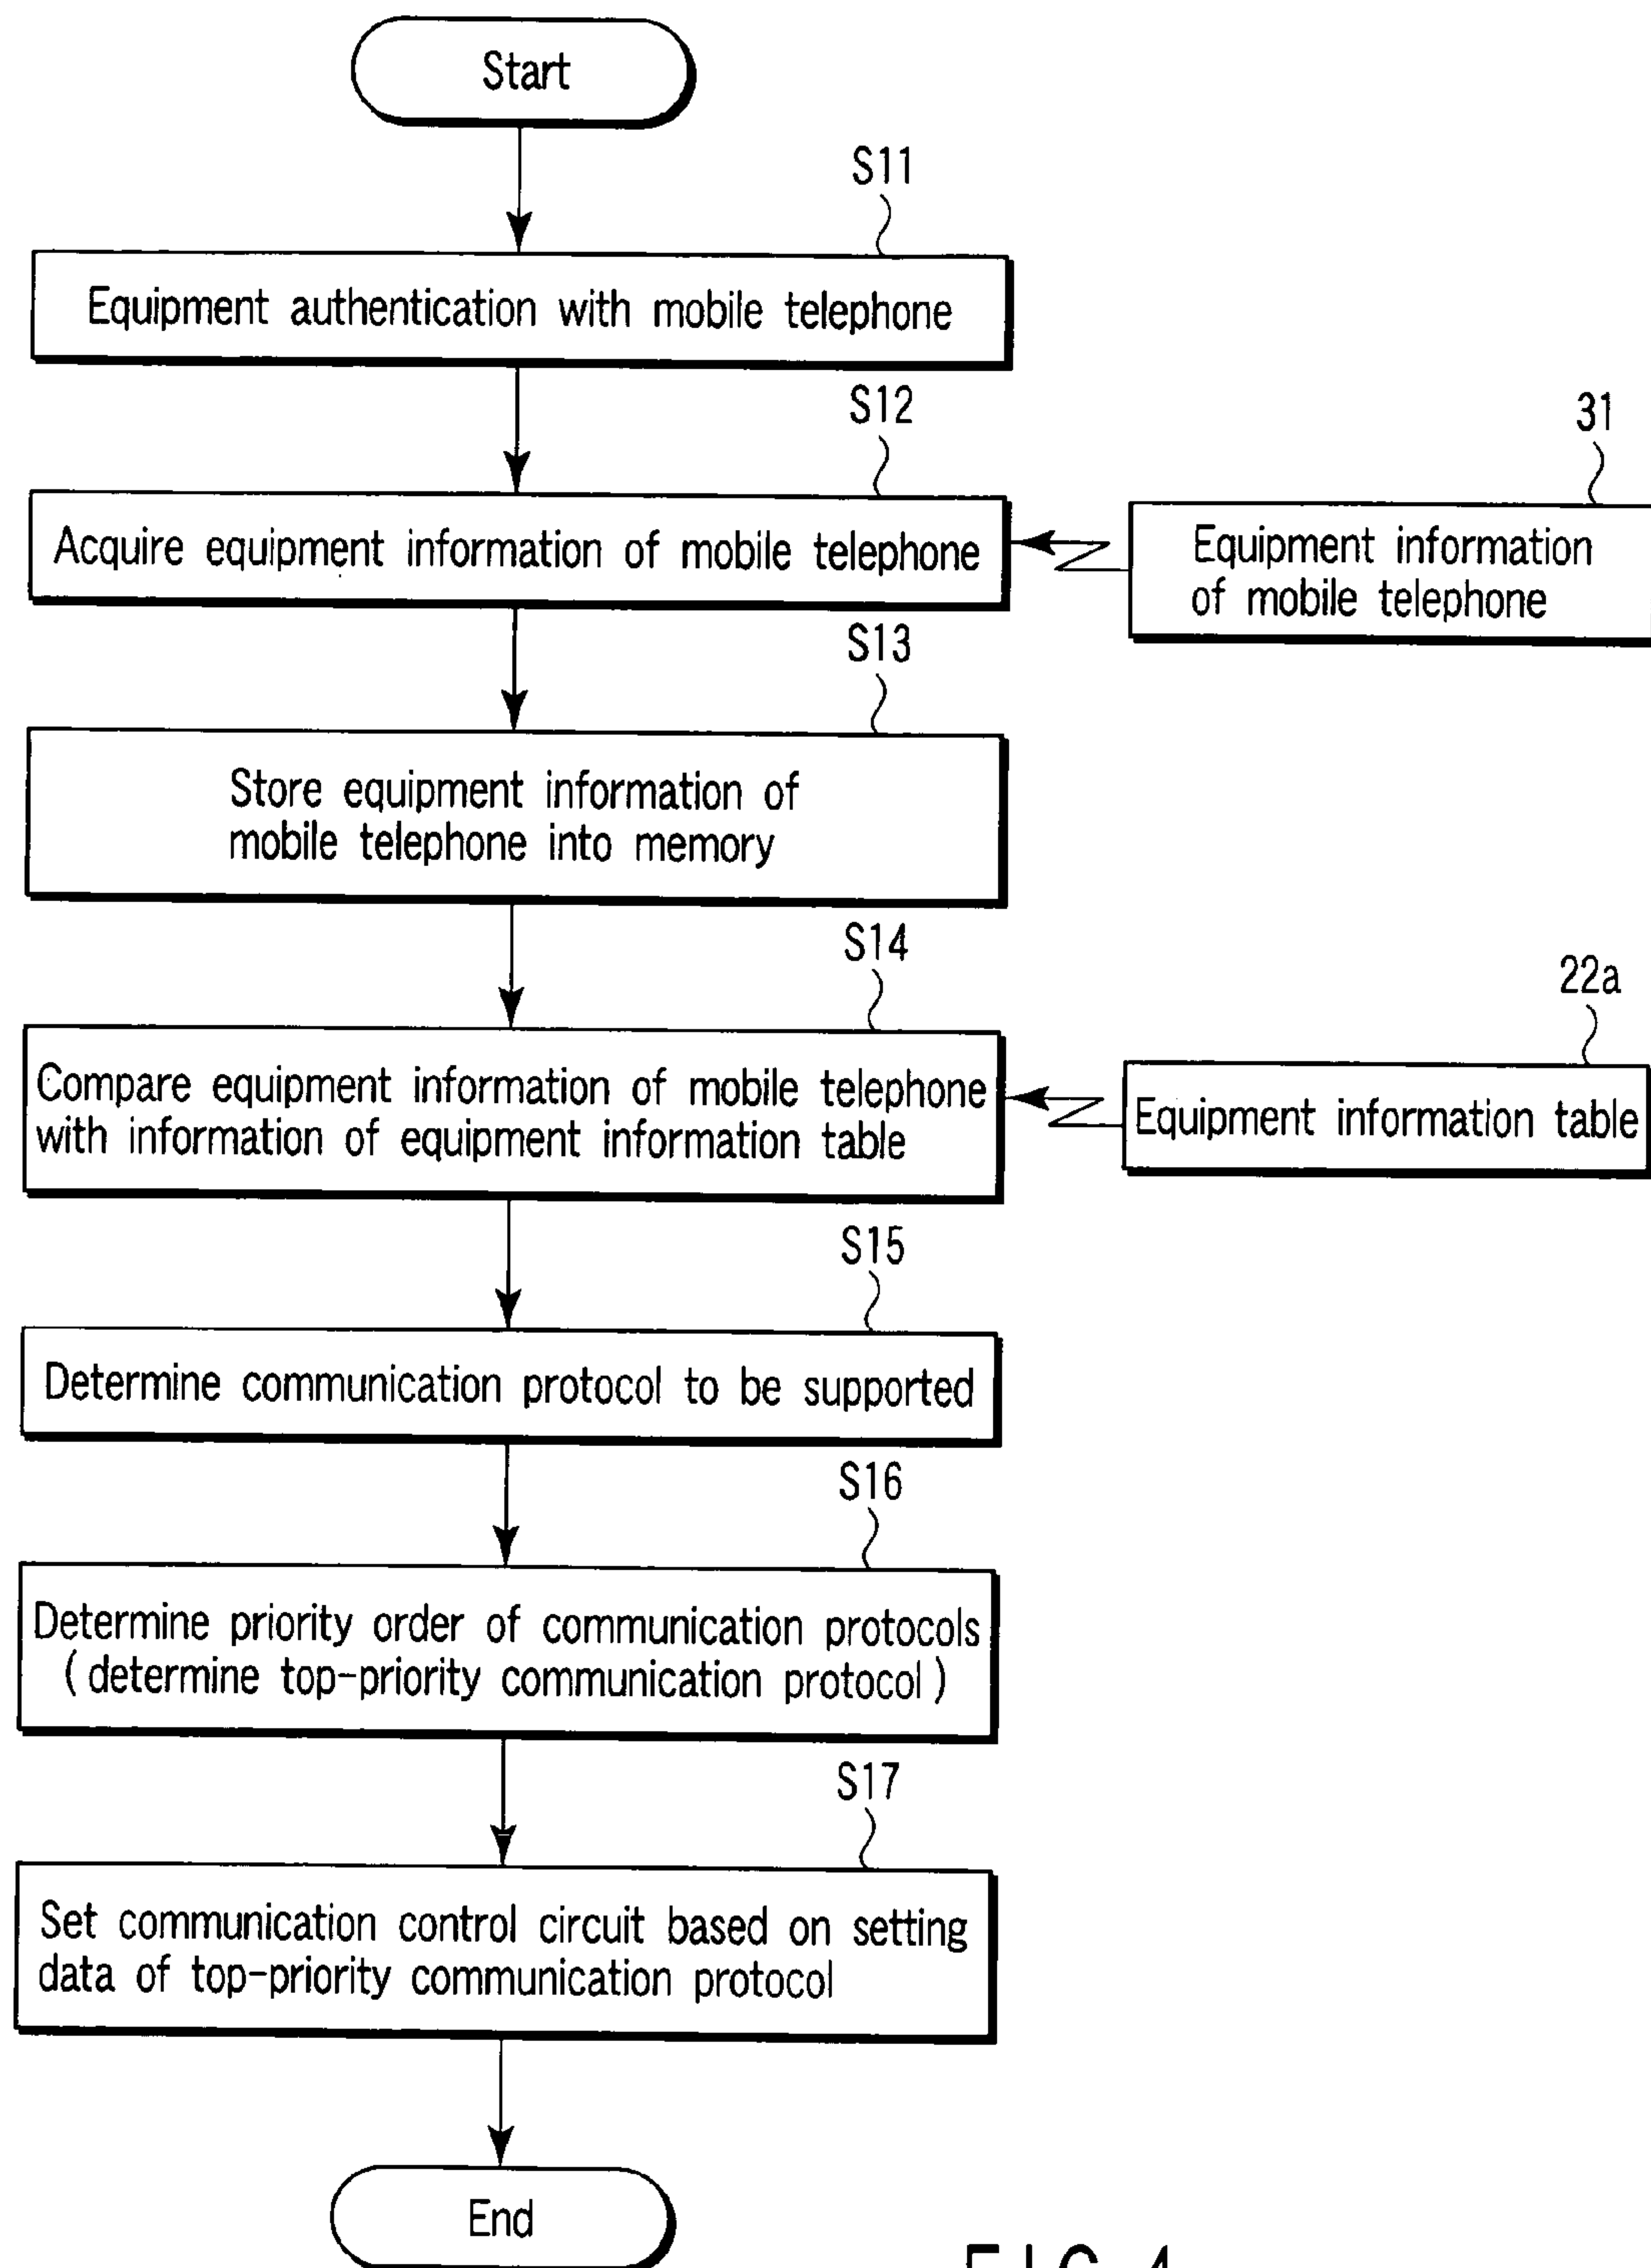 Start
S11
Equipment authentication with mobile telephone
S12
Acquire equipment information of mobile telephone
31
Equipment information
of mobile telephone
S13
Store equipment information of
mobile telephone into memory
S14
Compare equipment information of mobile telephone
with information of equipment information table
22a
Equipment information table
S15
Determine communication protocol to be supported
S16
Determine priority order of communication protocols
(determine top-priority communication protocol)
S17
Set communication control circuit based on setting
data of top-priority communication protocol
End